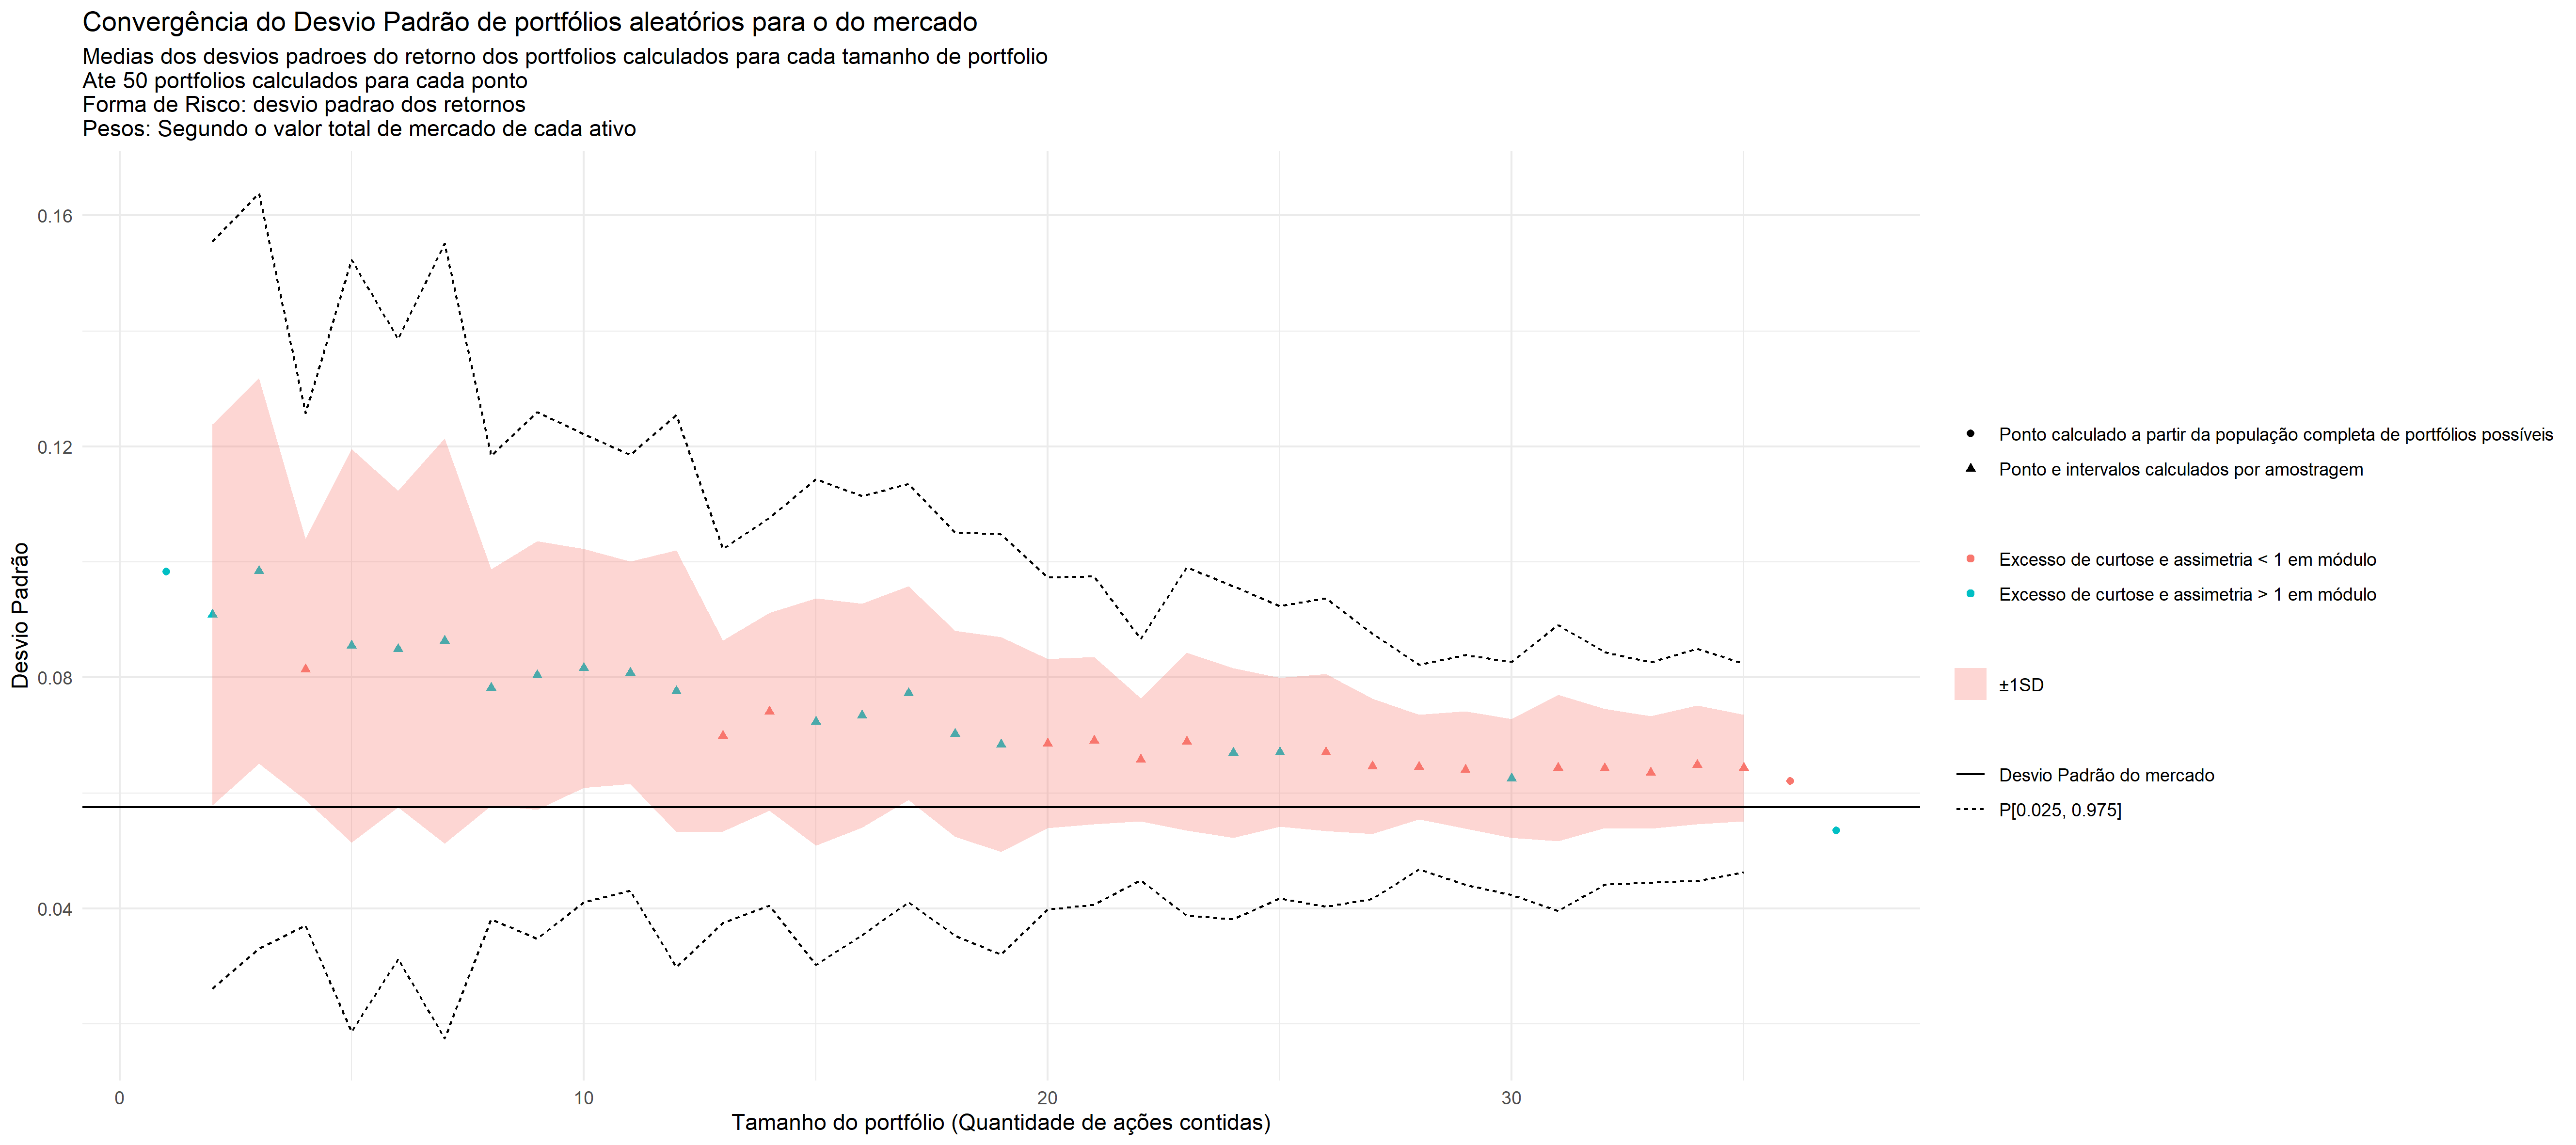 Convergência do Desvio Padrão de portfólios aleatórios para o do mercado
Medias dos desvios padroes do retorno dos portfolios calculados para cada tamanho de portfolio
Ate 50 portfolios calculados para cada ponto
Forma de Risco: desvio padrao dos retornos
Pesos: Segundo o valor total de mercado de cada ativo
0.16
0.12
0.08
0.04
Desvio Padrão
0
10
20
30
Tamanho do portfólio (Quantidade de ações contidas)
Ponto calculado a partir da população completa de portfólios possíveis
Ponto e intervalos calculados por amostragem
Excesso de curtose e assimetria < 1 em módulo
Excesso de curtose e assimetria > 1 em módulo
±1SD
Desvio Padrão do mercado
P[0.025, 0.975]